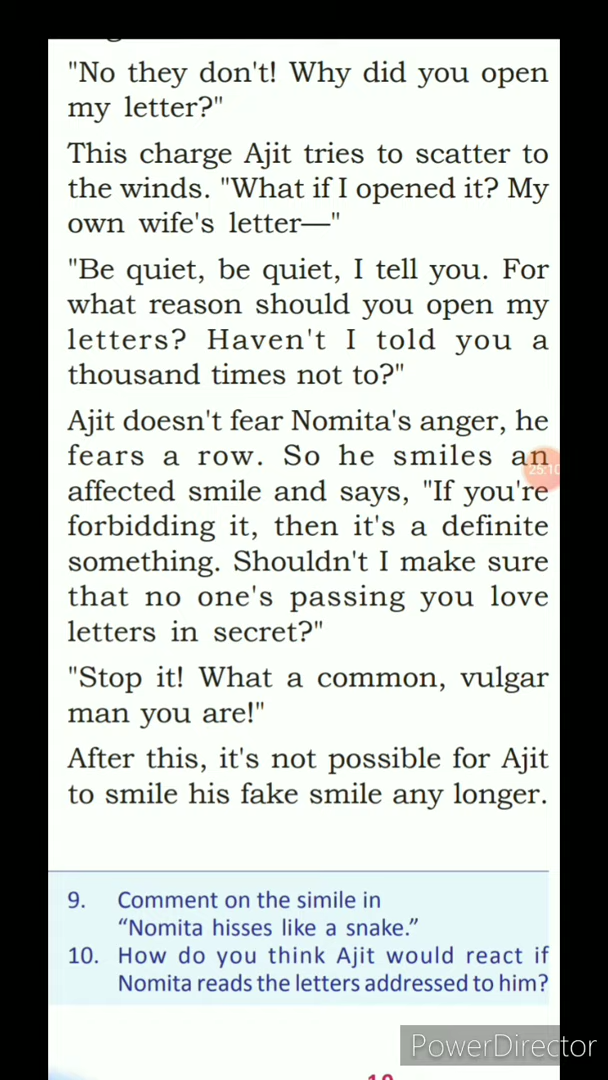 "No they don't! Why did you open
my letter?"
This charge Ajit tries to scatter to
the winds. "What if I opened it? My
own wife's letter—"
"Be quiet, be quiet, I tell you. For
what reason should you open my
letters? Haven't I told you a
thousand times not to?"
Ajit doesn't fear Nomita's anger, he
fears a row. So he smiles an
affected smile and says, "If you're
forbidding it, then it's a definite
something. Shouldn't I make sure
that no one's passing you love
letters in secret?"
"Stop it! What a common, vulgar
man you are!"
After this, it's not possible for Ajit
to smile his fake smile any longer.
9. Comment on the simile in
“Nomita hisses like a snake.”
10. How do you think Ajit would react if
Nomita reads the letters addressed to him?
PowerDirector